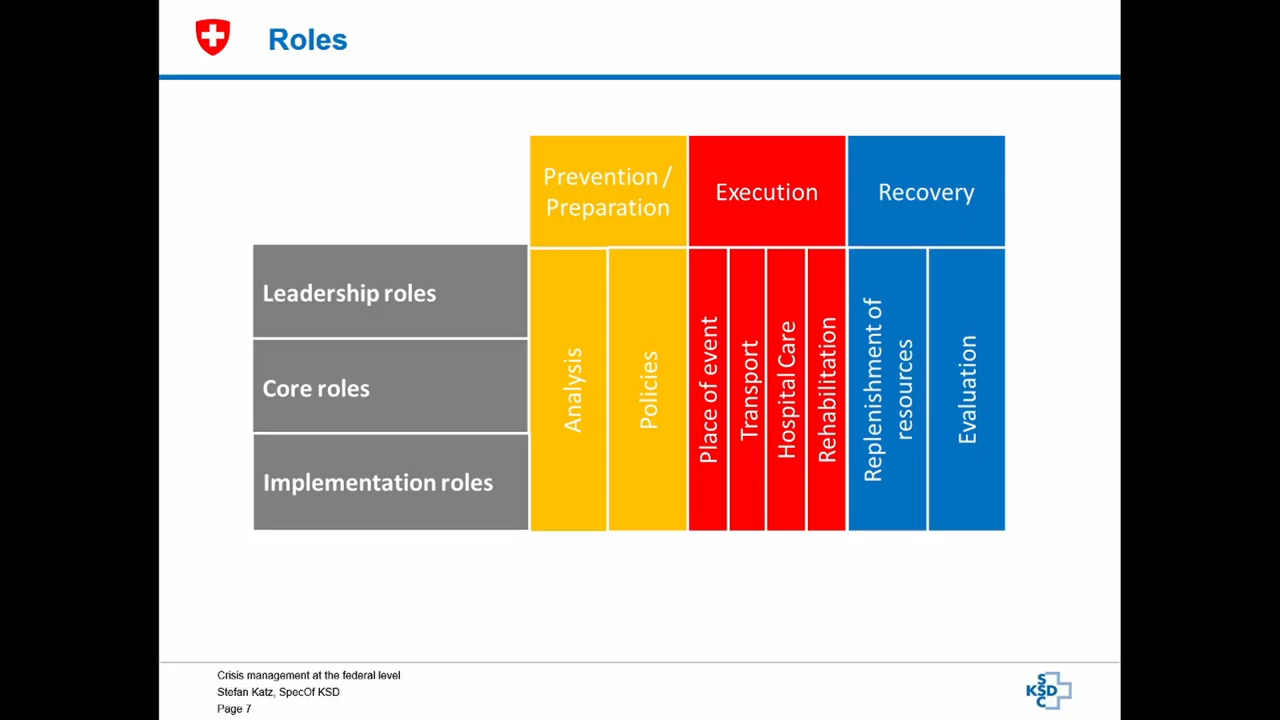 Roles
Prevention /
Preparation
Execution
Recovery
Leadership roles
Core roles
Implementation roles
Analysis
Policies
Place of event
Transport
Hospital Care
Rehabilitation
Replenishment of
resources
Evaluation
Crisis management at the federal level
Stefan Katz, SpecOf KSD
Page 7
S
KSD
C